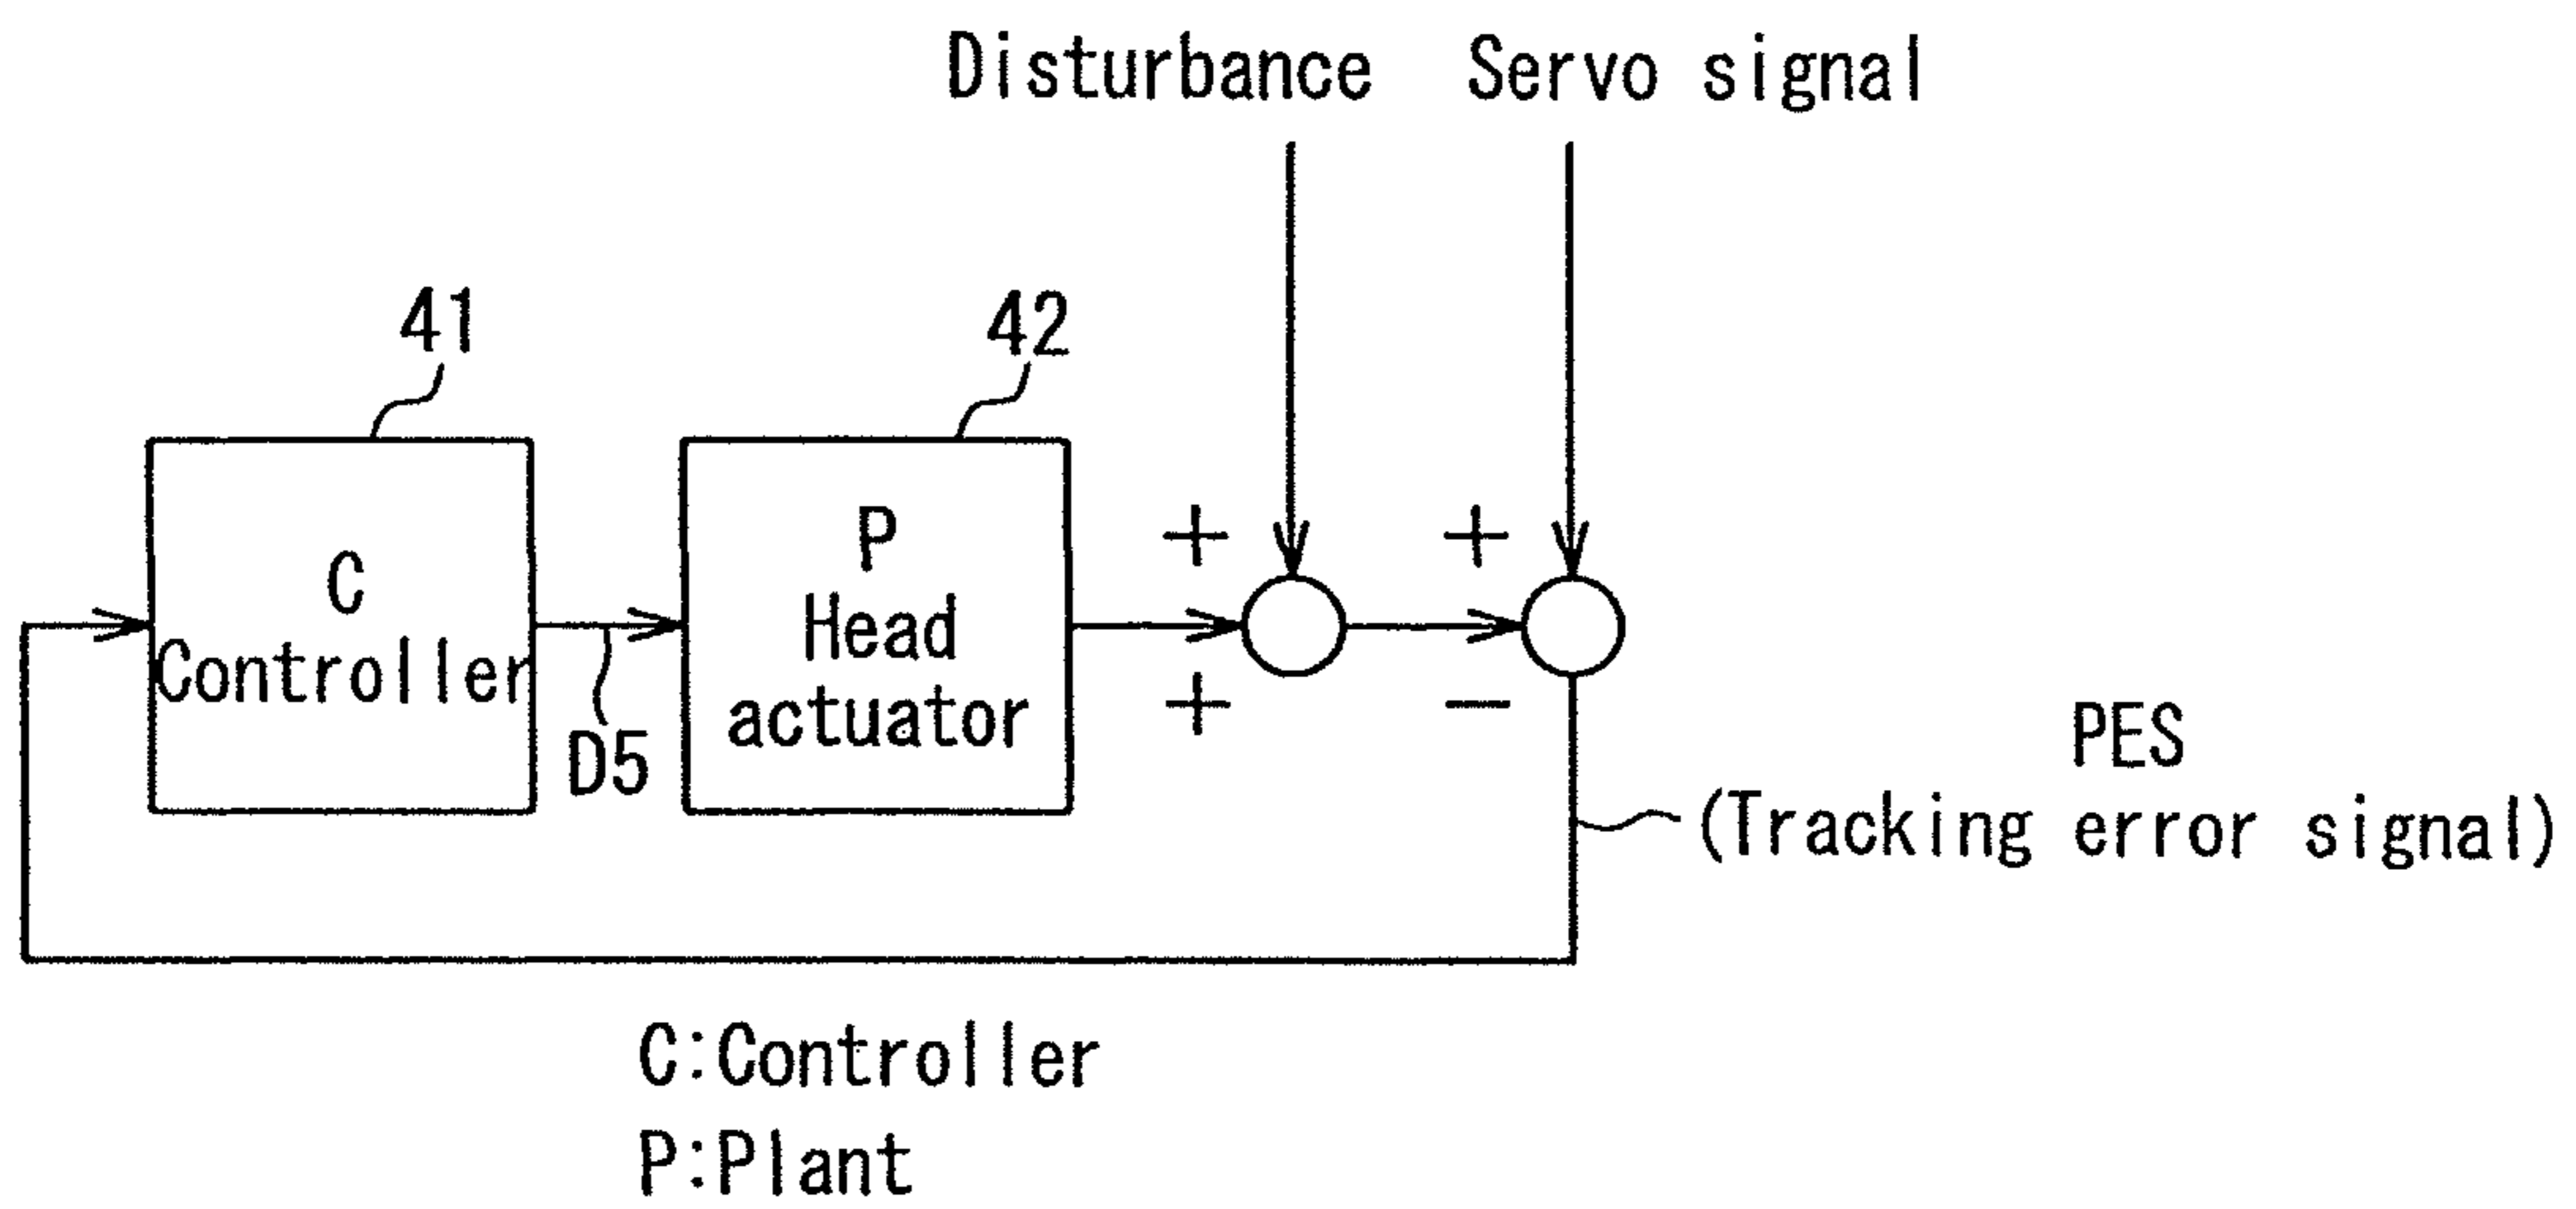 Disturbance Servo signal
41
42
C
Controller
P
Head
actuator
D5
+
+
+
−
PES
(Tracking error signal)
C:Controller
P:Plant